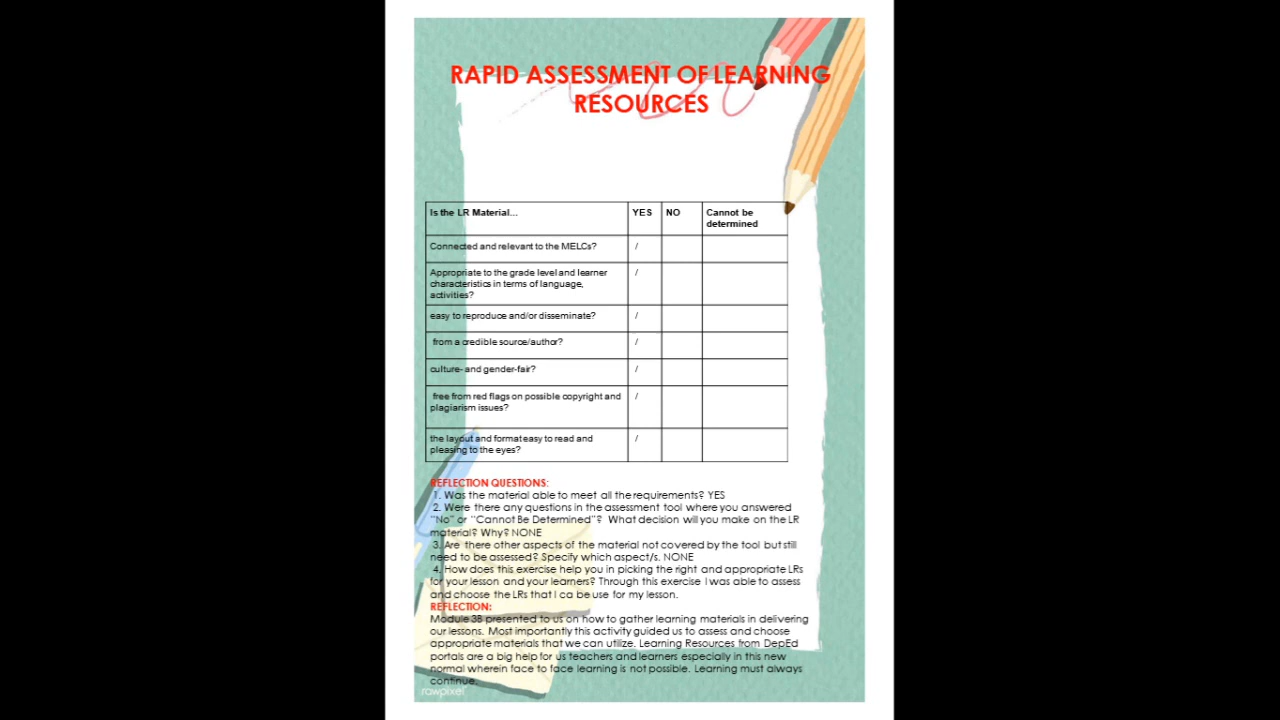 RAPID ASSESSMENT OF LEARNING
RESOURCES
Is the LR Material... YES NO Cannot be
determined
Connected and relevant to the MELCs? /
Appropriate to the grade level and learner /
characteristics in terms of language,
activities?
easy to reproduce and/or disseminate? /
from a credible source/author? /
culture- and gender-fair? /
free from red flags on possible copyright and /
plagiarism issues?
the layout and format easy to read and /
pleasing to the eyes?
REFLECTION QUESTIONS:
1. Was the material able to meet all the requirements? YES
2. Were there any questions in the assessment tool where you answered
"No" or "Cannot Be Determined"? What decision will you make on the LR
material? Why? NONE
3. Are there other aspects of the material not covered by the tool but still
need to be assessed? Specify which aspect/s. NONE
4. How does this exercise help you in picking the right and appropriate LRs
for your lesson and your learners? Through this exercise I was able to assess
and choose the LRs that I ca be use for my lesson.
REFLECTION:
Module 3B presented to us on how to gather learning materials in delivering
our lessons. Most importantly this activity guided us to assess and choose
appropriate materials that we can utilize. Learning Resources from DepEd
portals are a big help for us teachers and learners especially in this new
normal wherein face to face learning is not possible. Learning must always
continue.
rawpixel